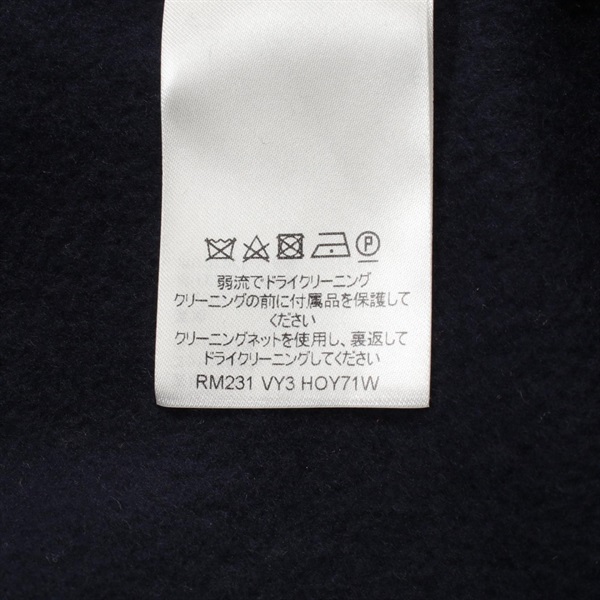 弱流でドライクリーニング
クリーニングの前に付属品を保護して
ください
クリーニングネットを使用し、裏返して
ドライクリーニングしてください
RM231 VY3 HOY71W